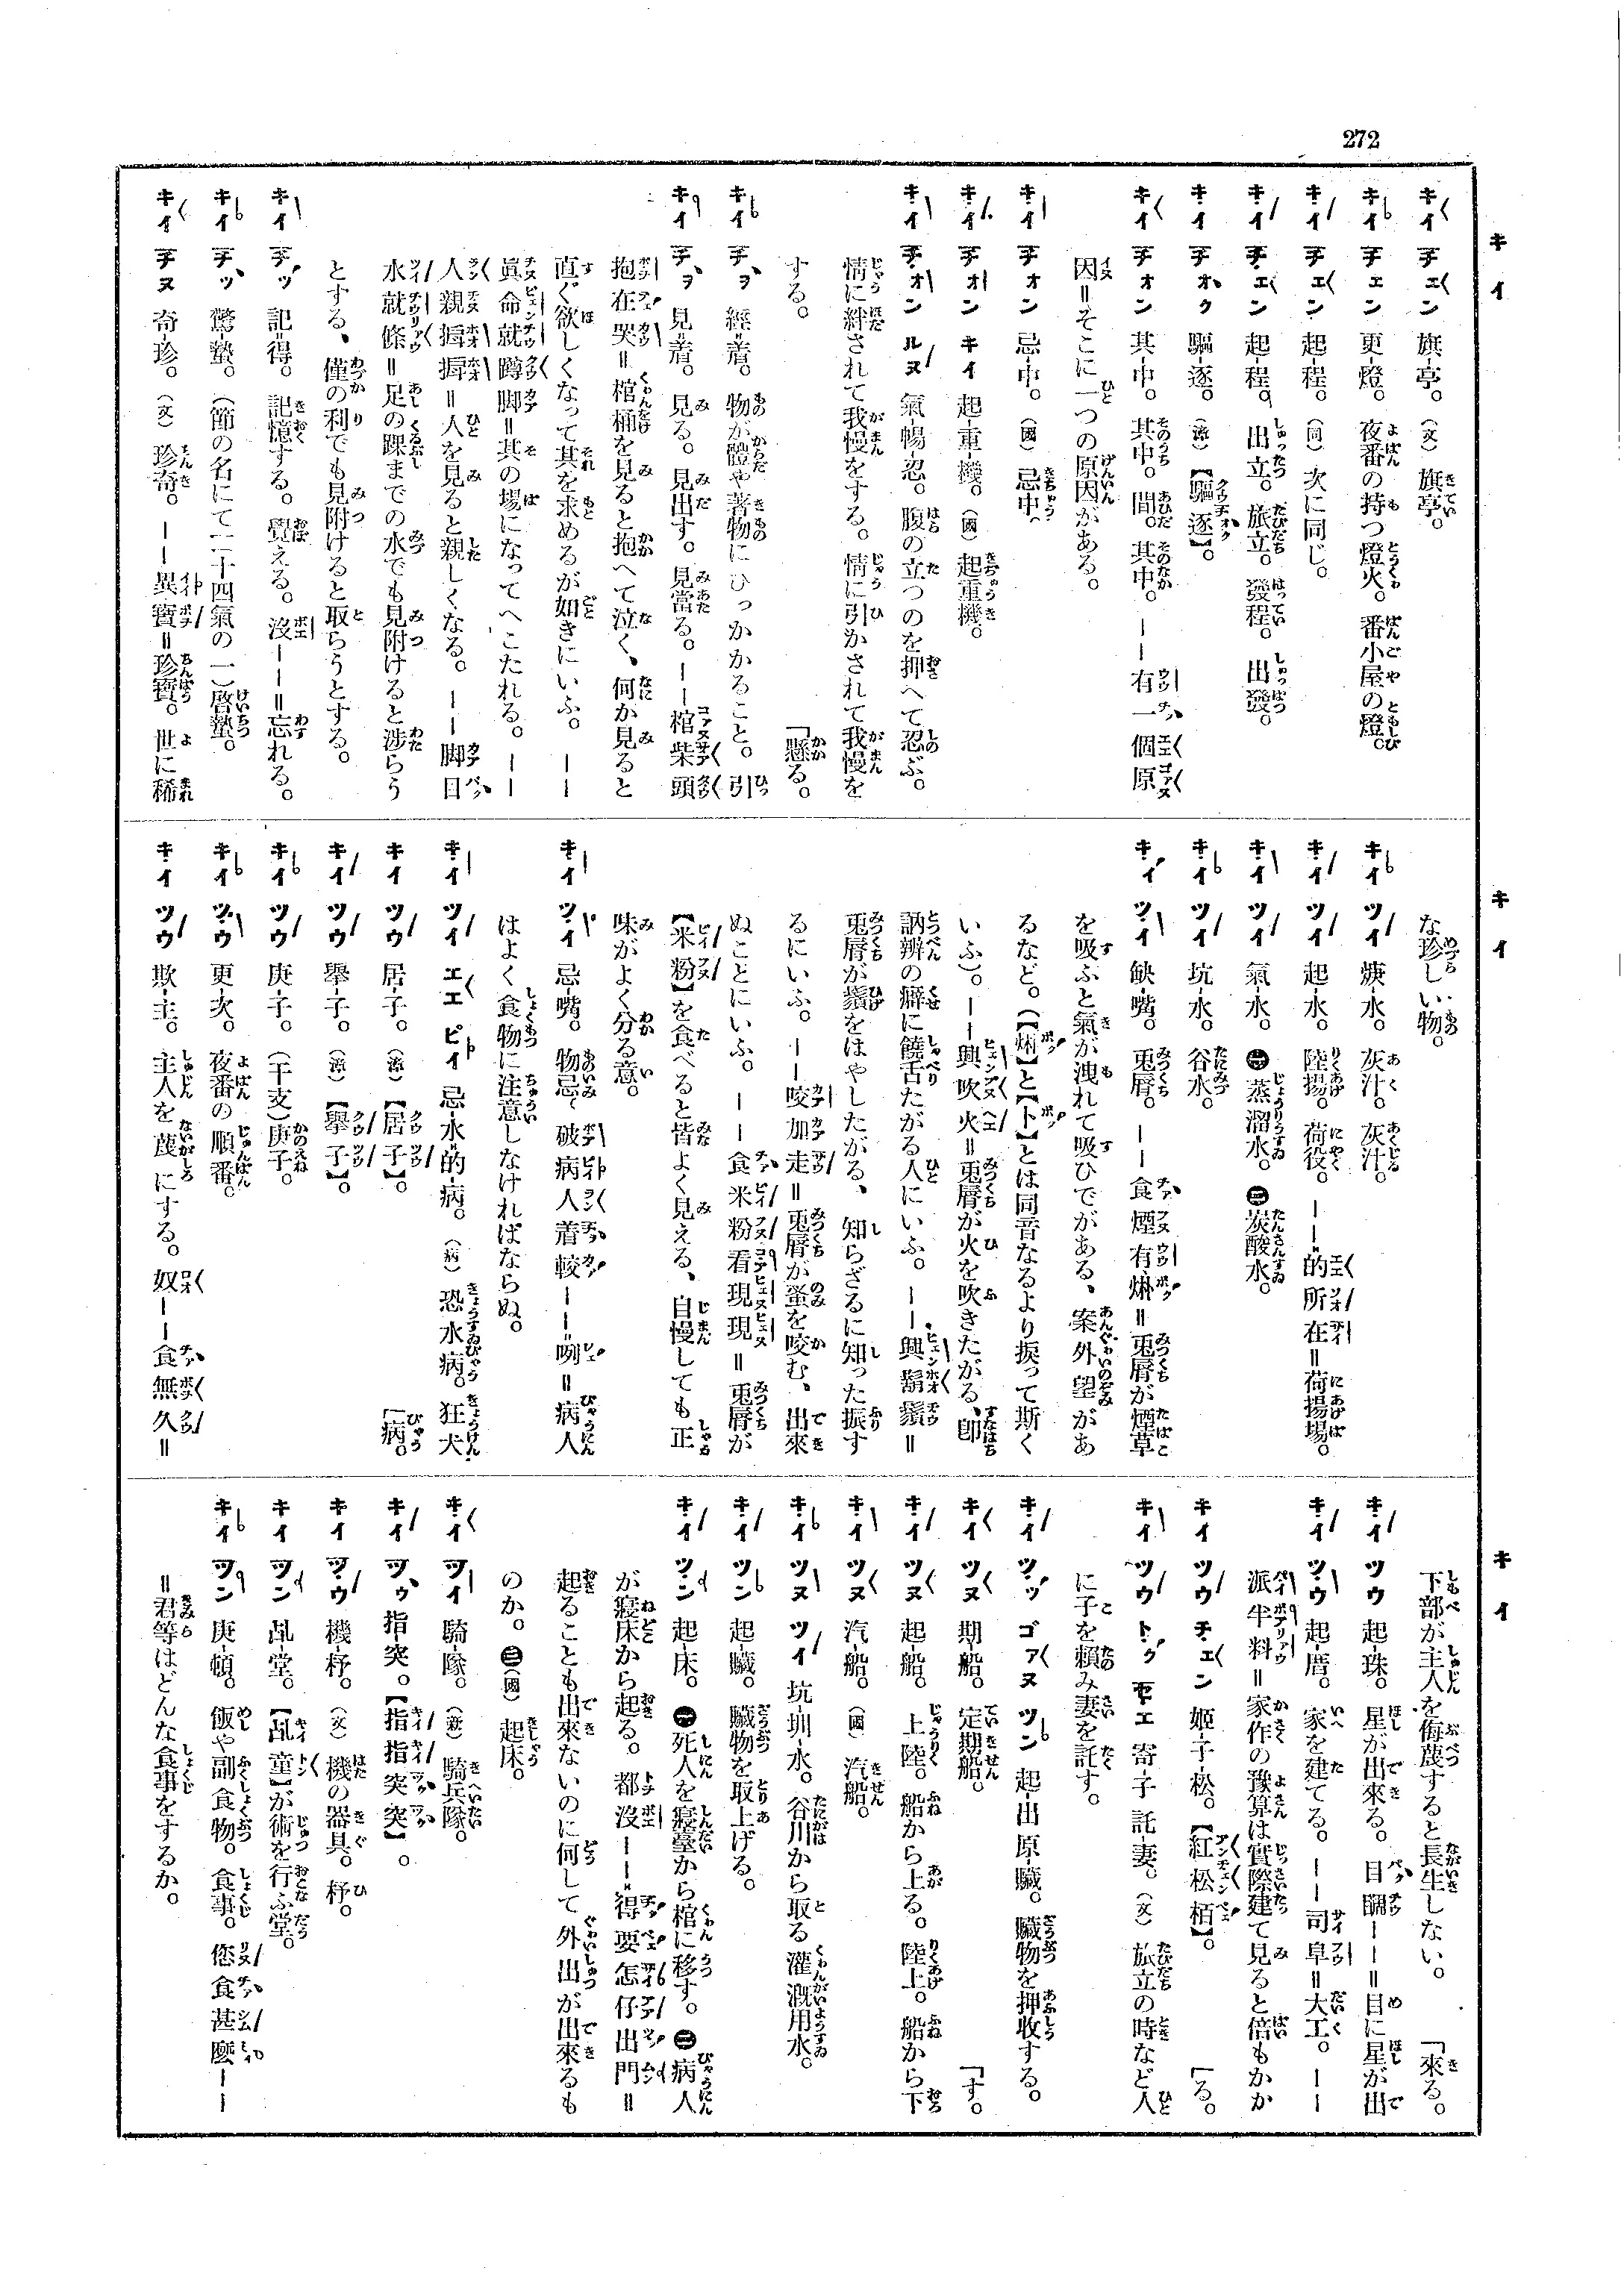 272
キイ
キイ チェン 旗-亭。(文)旗亭。
キイ チェン 更-燈。夜番の持つ燈火。番小屋の燈。
キイ チェン 起-程。(同)次に同じ。
キイ チェン 起-程。出立。旅立。發程。出發。
キイ チオク 驅-逐。(漳)【驅逐】。
キイ チオン 其-中。其中。間。其中。——有一個原
因=そこに一つの原因がある。
キイ チオン 忌-中。(國)忌中。
キイ チオン キイ 起-重-機。(國)起重機。
キイ チオン ルヌ 氣-暢-忍。腹の立つのを押へて忍ぶ。
情に絆されて我慢をする。情に引かされて我慢を
する。 「懸る。
キイ チヲ 經-着。物が體や著物にひっかかること。引
キイ チヲ 見-着。見る。見出す。見當る。——棺柴頭
抱在哭=棺桶を見ると抱へて泣く、何か見ると
直ぐ欲しくなって其を求めるが如きにいふ。——
眞命就蹲脚=其の場になってへこたれる。——
人親=人を見ると親しくなる。——脚目
水就條=足の踝までの水でも見附けると渉らう
とする、僅の利でも見附けると取らうとする。
キイ チッ 記-得。記憶する。覺える。沒——=忘れる。
キイ チッ 驚-蟄。(節の名にて二十四氣の一)啓蟄。
キイ チヌ 奇-珍。(文)珍奇。——異寶=珍寶。世に稀
キイ
な珍しい物。
キイ ツイ 水。灰汁。灰汁。
キイ ツイ 起-水。陸揚。荷役。——的所在=荷揚場。
キイ ツイ 氣-水。㊀蒸溜水。㊁炭酸水。
キイ ツイ 坑-水。谷水。
キイ ツイ 缺-嘴。兎脣。——食煙有=兎脣が煙草
を吸ふと氣が洩れて吸ひでがある、案外望があ
るなど。(【】と【卜】とは同音なるより捩って斯く
いふ)。——興吹火=兎脣が火を吹きたがる、卽
訥辨の癖に饒舌たがる人にいふ。——興鬍鬚=
兎脣が鬚をはやしたがる、知らざるに知った振す
るにいふ。——咬加走=兎脣が蚤を咬む、出來
ぬことにいふ。——食米粉看現現=兎脣が
【米粉】を食べると皆よく見える、自慢しても正
味がよく分る意。
キイ ツイ 忌-嘴。物忌。破病人着較——=病人
はよく食物に注意しなければならぬ。
キイ ツイ エエ ピイ 忌-水-的-病。(病)恐水病。狂犬
キイ ツウ 居-子。(漳)【居子】。 「病。
キイ ツウ 擧-子。(漳)【擧子】。
キイ ツウ 庚-子。(干支)庚子。
キイ ツウ 更-次。夜番の順番。
キイ ツウ 欺-主。主人を蔑にする。奴——食無久=
キイ
下部が主人を侮蔑すると長生しない。 「來る。
キイ ツウ 起-珠。星が出來る。目——=目に星が出
キイ ツウ 起-厝。家を建てる。——司阜=大工。——
派半料=家作の豫算は實際建て見ると倍もかか
キイ ツウ チェン 姬-子-松。【紅松栢】。 「る。
キイ ツウ トク 寄-子-託-妻。(文)旅立の時など人
に子を賴み妻を託す。
キイ ツッ ゴアヌ ツン 起-出-原-贓。贓物を押收する。
キイ ツヌ 期-船。定期船。 「す。
キイ ツヌ 起-船。上陸。船から上る。陸上。船から下
キイ ツヌ 汽-船。(國)汽船。
キイ ツヌ ツイ 坑-圳-水。谷川から取る灌漑用水。
キイ ツン 起-贓。贓物を取上げる。
キイ ツン 起-床。㊀死人を寢臺から棺に移す。㊁病人
が寢床から起る。都沒——得要怎仔出門=
起ることも出來ないのに何して外出が出來るも
のか。㊂(國)起床。
キイ ツイ 騎-隊。(新)騎兵隊。
キイ ツウ 指-突。【指指突突】。
キイ ツウ 機-杼。(文)機の器具。杼。
キイ ツン 乩-堂。【乩童】が術を行ふ堂。
キイ ツン 庚-頓。飯や副食物。食事。您食甚麼——
=君等はどんな食事をするか。